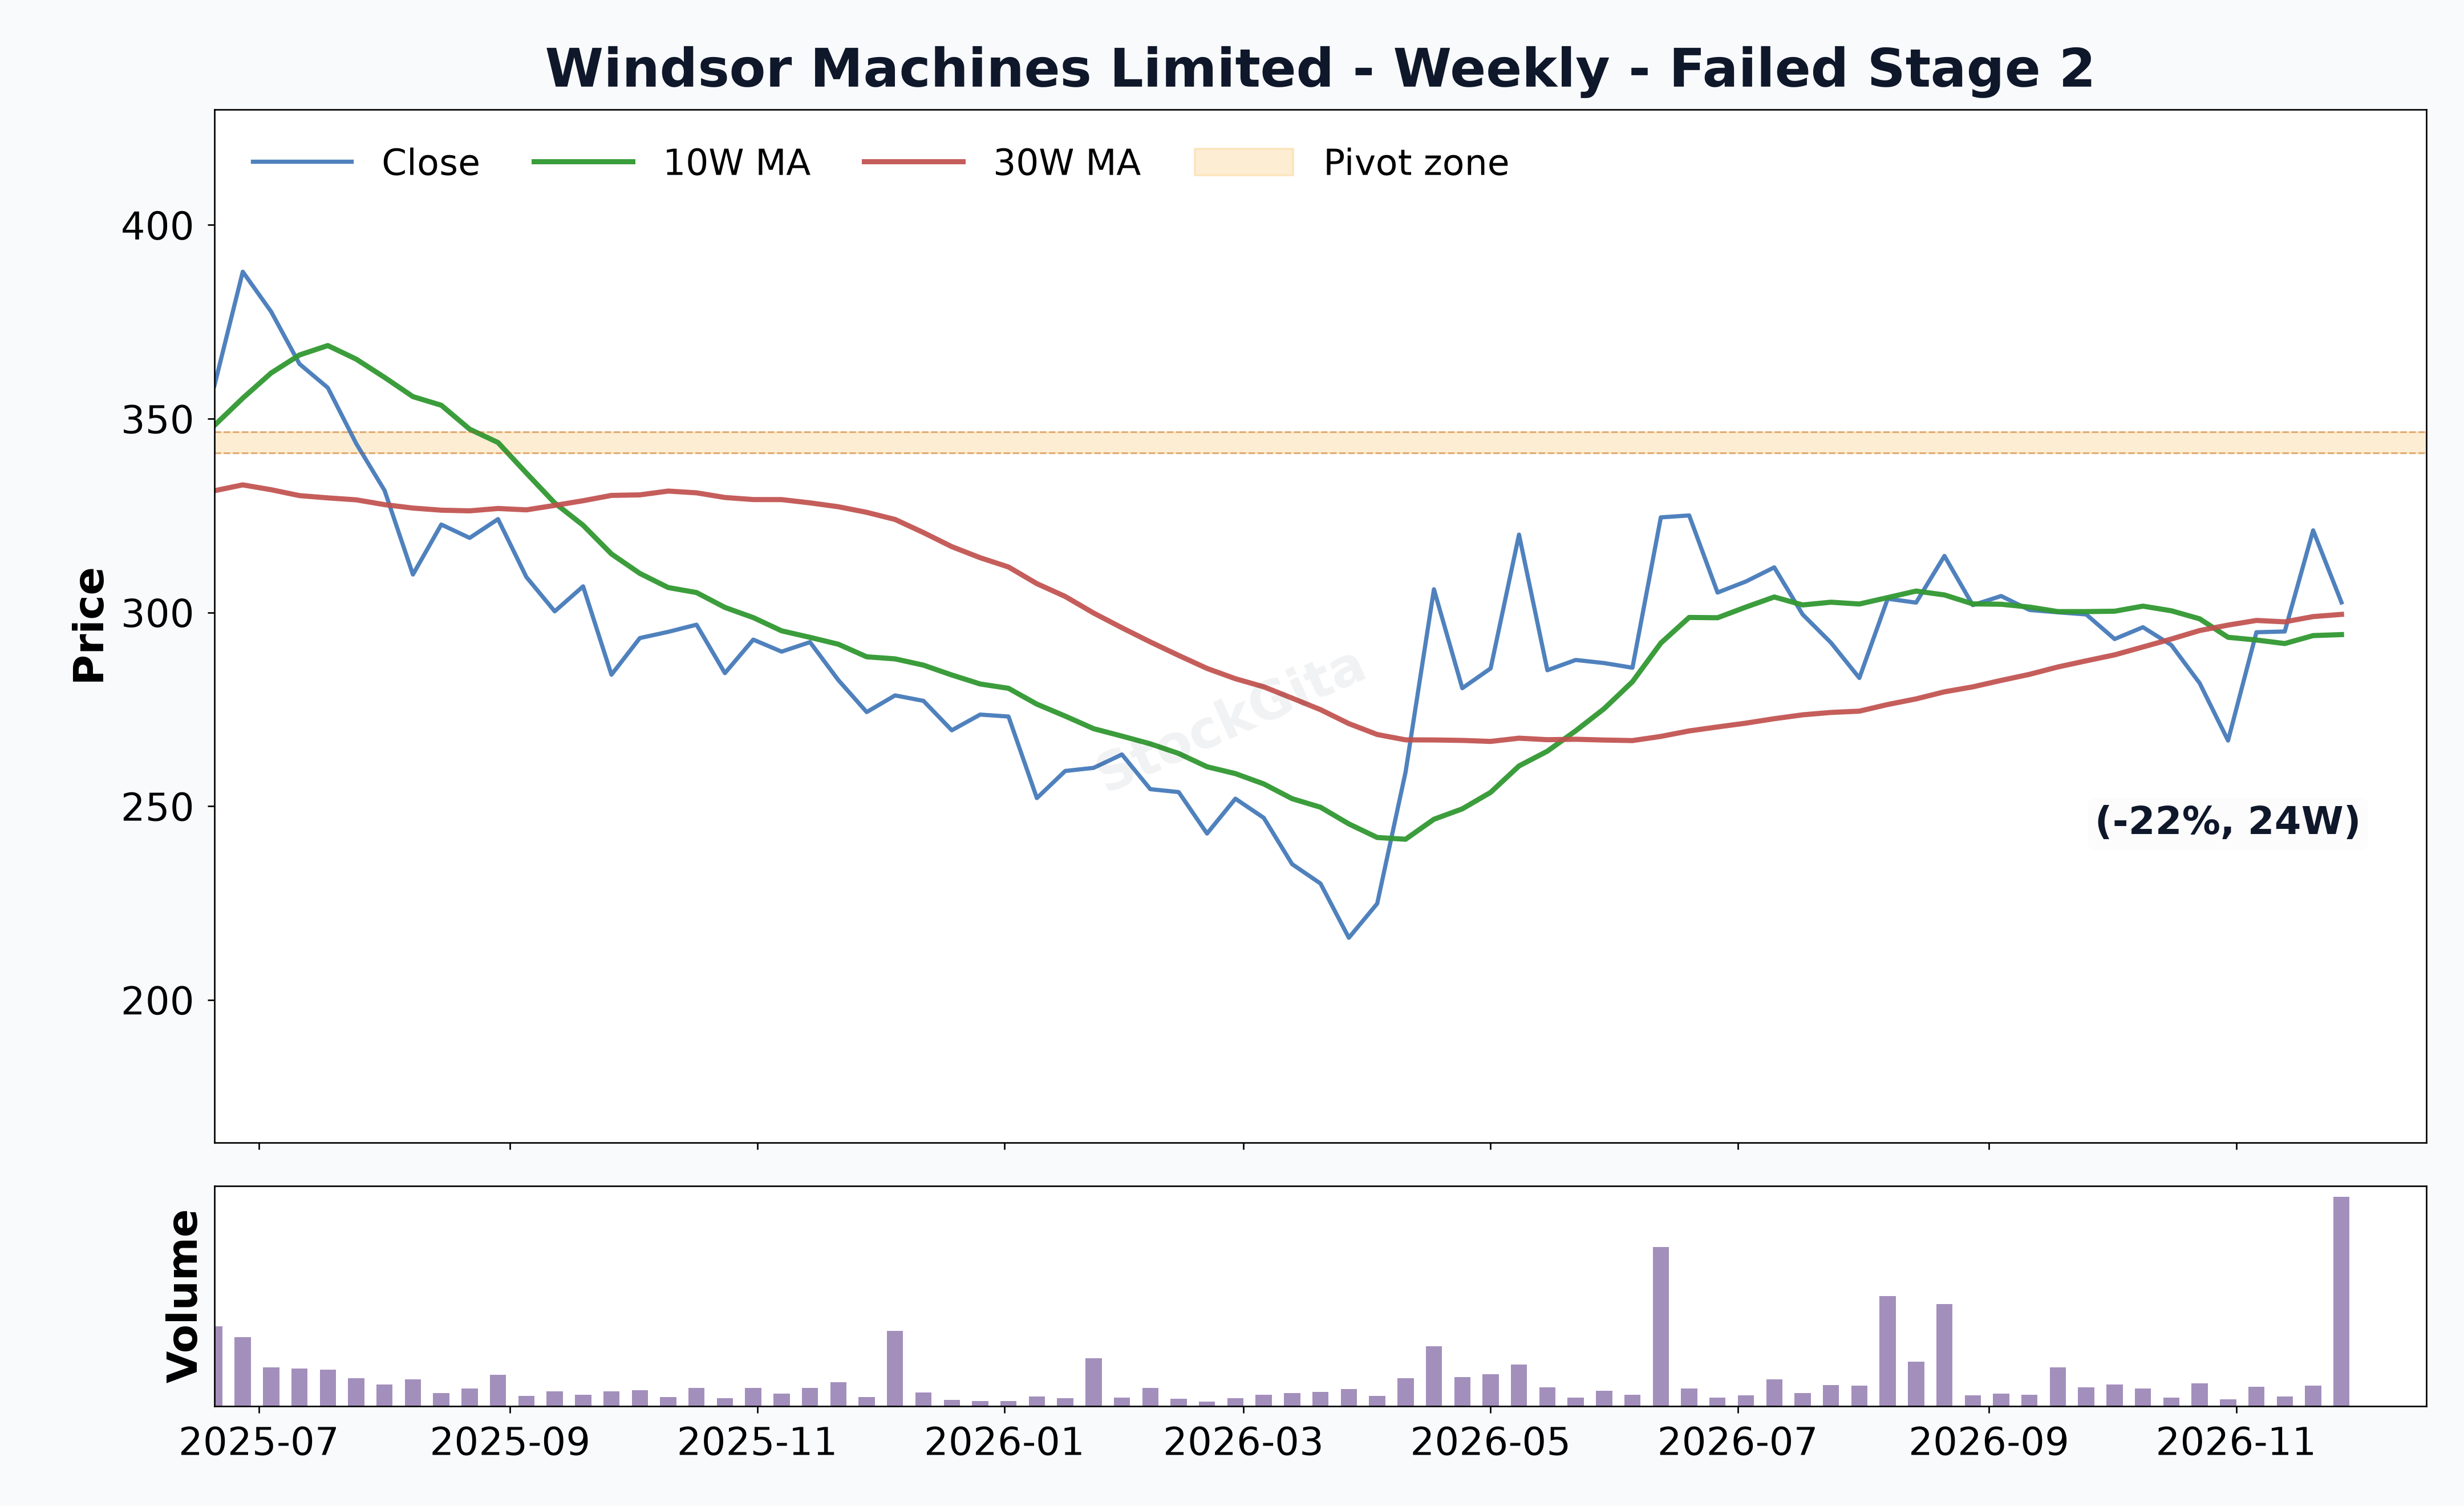 Windsor Machines Limited - Weekly - Failed Stage 2
Close
10W MA
30W MA
Pivot zone
400
350
300
250
200
Price
StockGita
(-22%, 24W)
Volume
2025-07
2025-09
2025-11
2026-01
2026-03
2026-05
2026-07
2026-09
2026-11